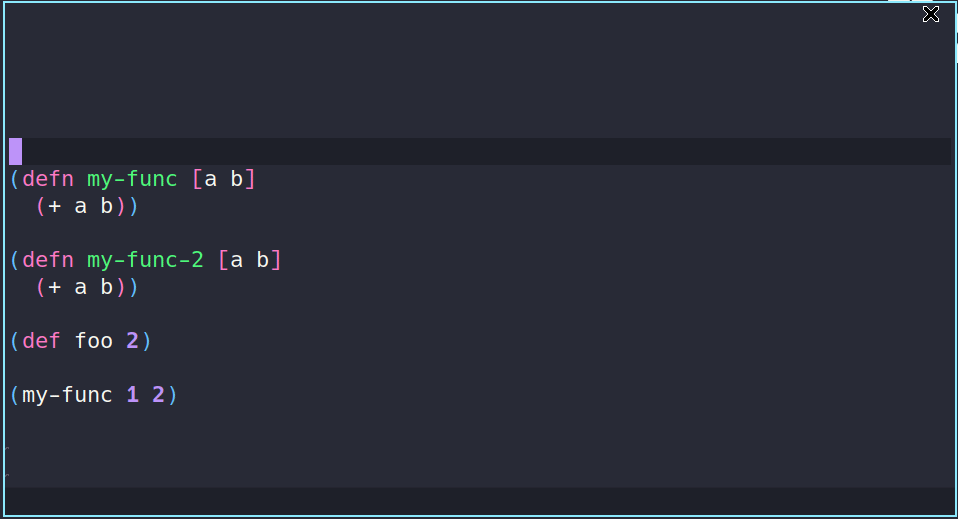 (defn my-func [a b]
  (+ a b))
(defn my-func-2 [a b]
  (+ a b))
(def foo 2)
(my-func 1 2)
~
~